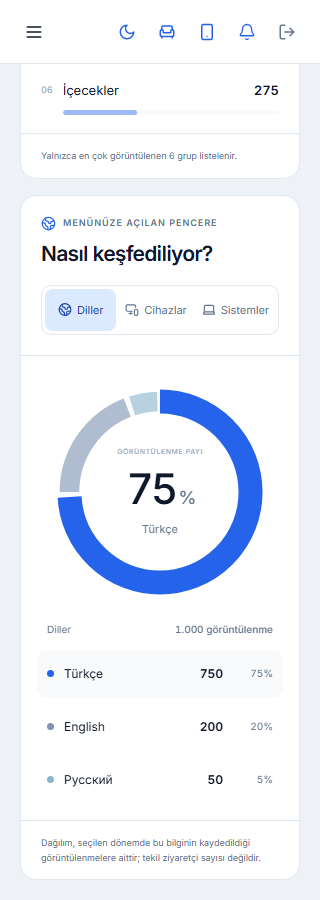 06 İçecekler 275
Yalnızca en çok görüntülenen 6 grup listelenir.
MENÜNÜZE AÇILAN PENCERE
Nasıl keşfediliyor?
Diller Cihazlar Sistemler
GÖRÜNTÜLENME PAYI
75%
Türkçe
Diller 1.000 görüntülenme
Türkçe 750 75%
English 200 20%
Русский 50 5%
Dağılım, seçilen dönemde bu bilginin kaydedildiği
görüntülenmelere aittir; tekil ziyaretçi sayısı değildir.